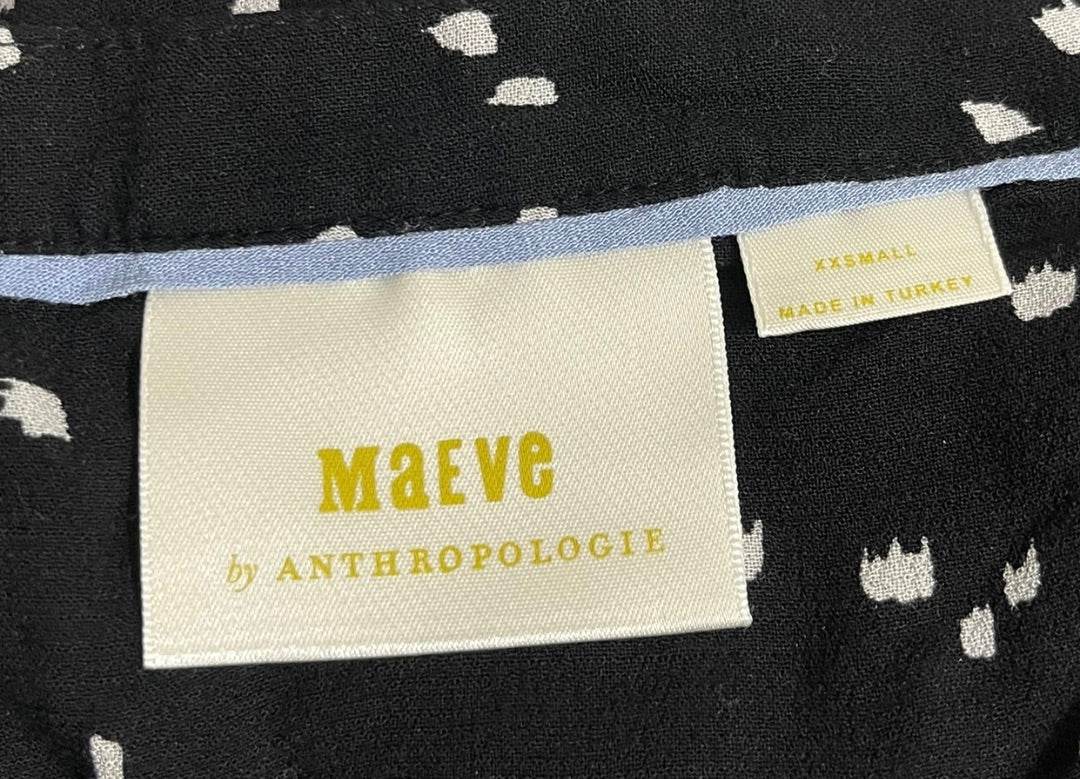 MaEVe
by ANTHROPOLOGIE
XXSMALL
MADE IN TURKEY